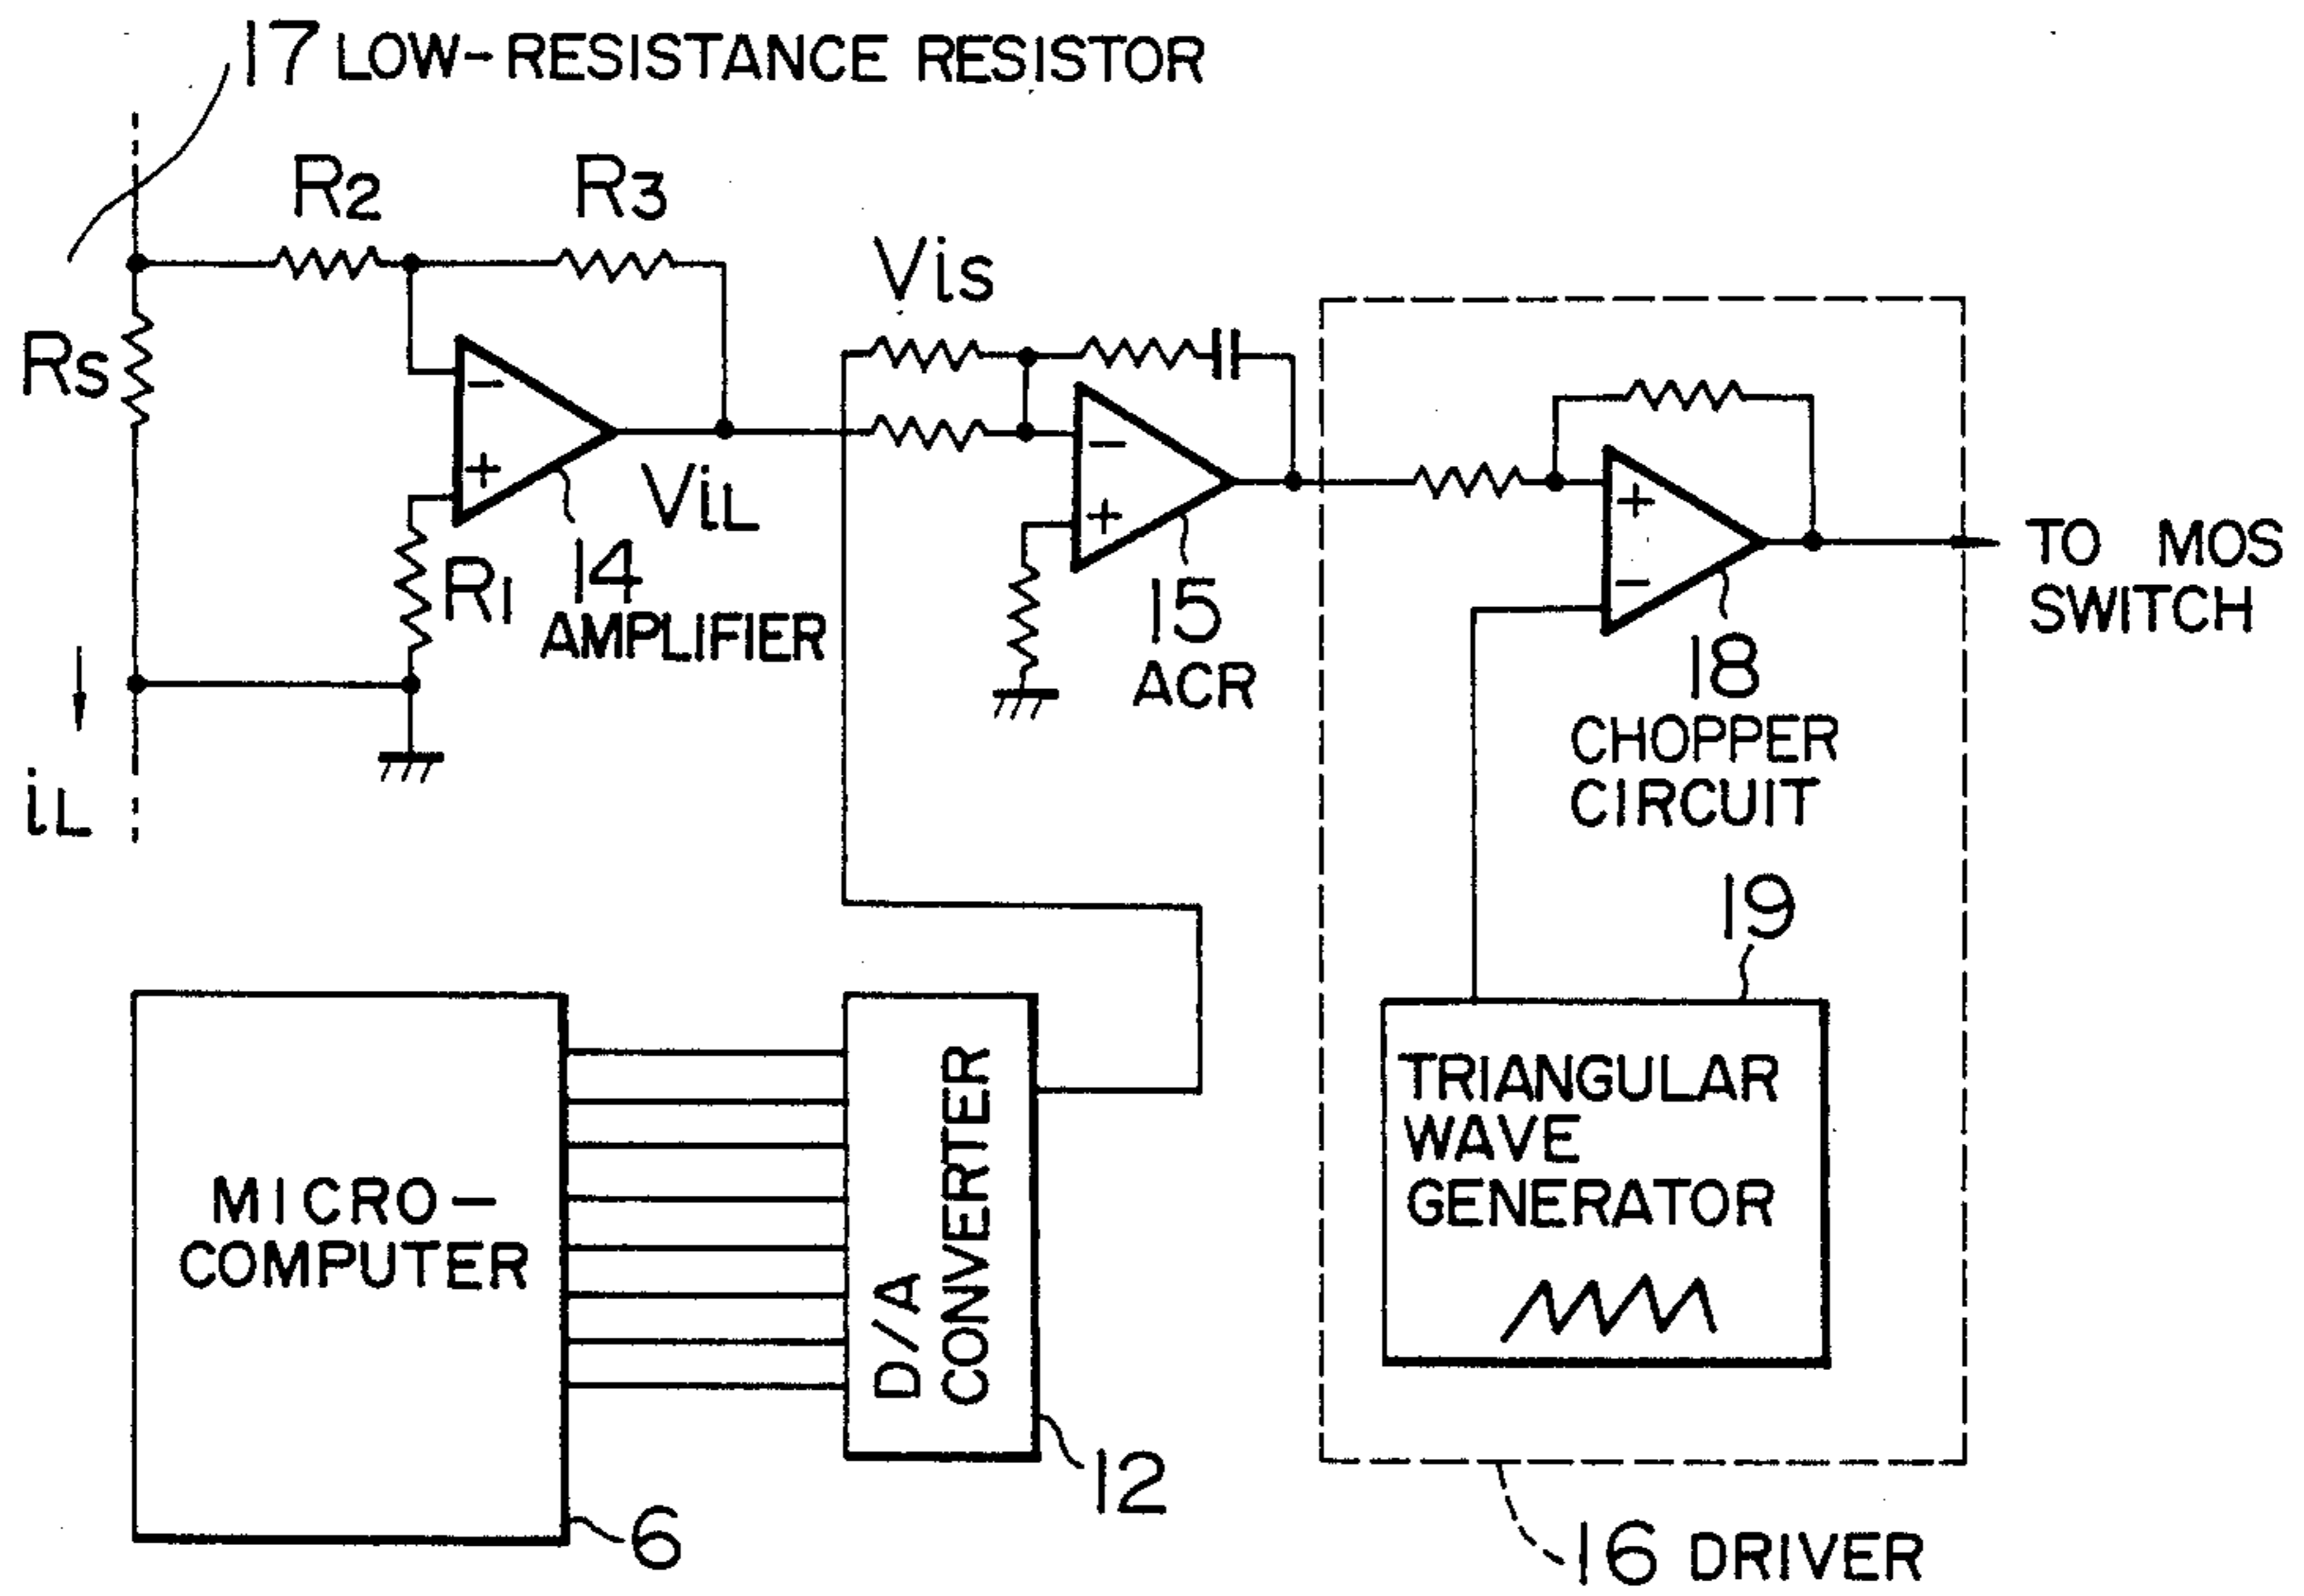 17 LOW-RESISTANCE RESISTOR
R2
R3
Vis
Rs
−
+
ViL
R1
14
AMPLIFIER
−
+
15
ACR
+
−
18
CHOPPER
CIRCUIT
TO MOS
SWITCH
iL
19
TRIANGULAR
WAVE
GENERATOR
MICRO-
COMPUTER
D/A
CONVERTER
12
6
16 DRIVER